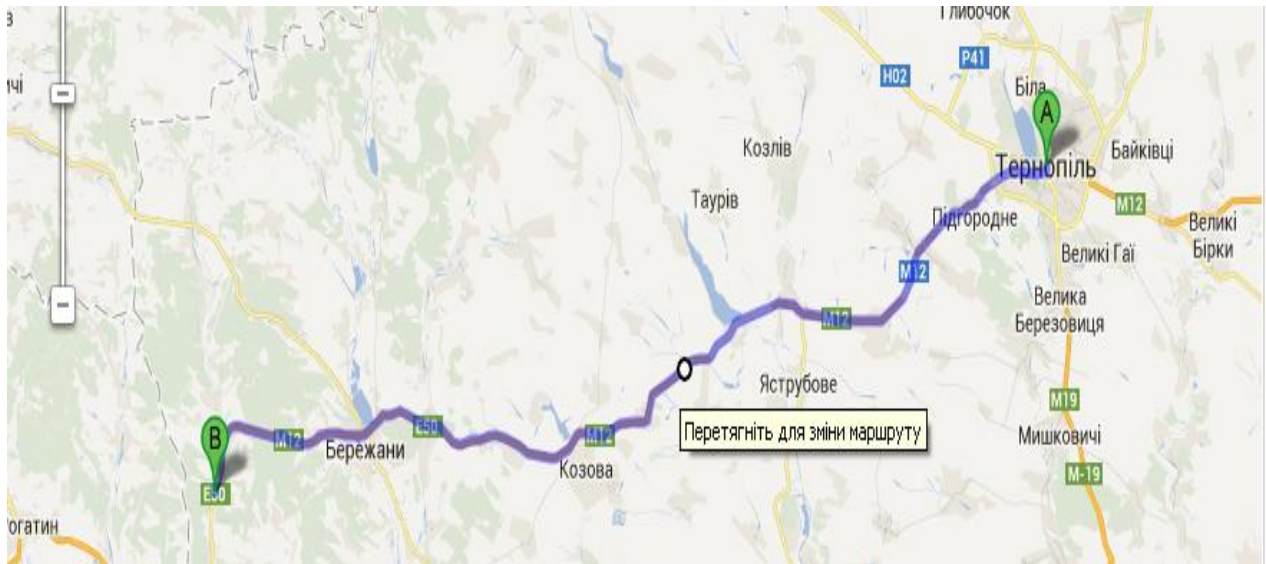 Глибочок
P41
H02
Біла
A
Козлів
Байківці
Тернопіль
M12
Таурів
Підгородне
Великі
Бірки
Великі Гаї
M12
Велика
Березовиця
M12
Яструбове
M19
E50
Перетягніть для зміни маршруту
Мишковичі
B
M12
M12
Бережани
Козова
M-19
E50